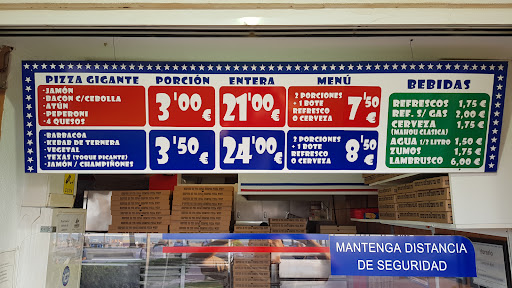 PIZZA GIGANTE
PORCIÓN
ENTERA
MENÚ
BEBIDAS
·JAMÓN
·BACON C/CEBOLLA
·ATÚN
·PEPERONI
·4 QUESOS
3'00€
21'00€
2 PORCIONES
+ 1 BOTE
REFRESCO
O CERVEZA
7'50€
·BARBACOA
·KEBAB DE TERNERA
·VEGETAL
·TEXAS (TOQUE PICANTE)
·JAMÓN / CHAMPIÑONES
3'50€
24'00€
2 PORCIONES
+ 1 BOTE
REFRESCO
O CERVEZA
8'50€
REFRESCOS 1,75 €
REF. S/ GAS 2,00 €
CERVEZA 1,75 €
(MAHOU CLASICA)
AGUA 1/2 LITRO 1,50 €
ZUMOS 1,75 €
LAMBRUSCO 6,00 €
MANTENGA DISTANCIA
DE SEGURIDAD